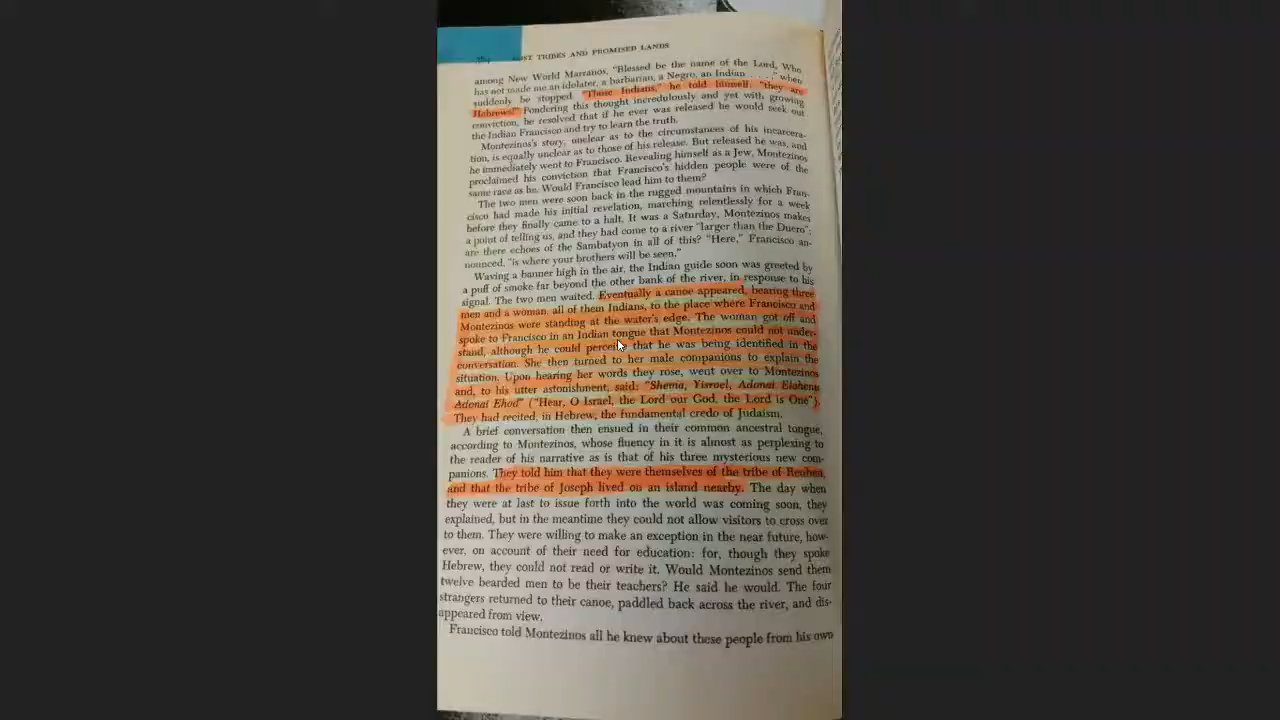 LOST TRIBES AND PROMISED LANDS
among New World Marranos, "Blessed be the name of the Lord, Who
has not made me an idolater, a barbarian, a Negro, an Indian . . . ," when
suddenly be stopped. "Those Indians," he told himself, "they are
Hebrews!" Pondering this thought incredulously and yet with growing
conviction, he resolved that if he ever was released he would seek out
the Indian Francisco and try to learn the truth.
Montezinos's story, unclear as to the circumstances of his incarcera-
tion, is equally unclear as to those of his release. But released he was, and
he immediately went to Francisco. Revealing himself as a Jew, Montezinos
proclaimed his conviction that Francisco's hidden people were of the
same race as he. Would Francisco lead him to them?
The two men were soon back in the rugged mountains in which Fran-
cisco had made his initial revelation, marching relentlessly for a week
before they finally came to a halt. It was a Saturday, Montezinos makes
a point of telling us, and they had come to a river "larger than the Duero";
are there echoes of the Sambatyon in all of this? "Here," Francisco an-
nounced, "is where your brothers will be seen."
Waving a banner high in the air, the Indian guide soon was greeted by
a puff of smoke far beyond the other bank of the river, in response to his
signal. The two men waited. Eventually a canoe appeared, bearing three
men and a woman, all of them Indians, to the place where Francisco and
Montezinos were standing at the water's edge. The woman got off and
spoke to Francisco in an Indian tongue that Montezinos could not under-
stand, although he could perceive that he was being identified in the
conversation. She then turned to her male companions to explain the
situation. Upon hearing her words they rose, went over to Montezinos
and, to his utter astonishment, said: "Shema, Yisrael, Adonai Elohenu
Adonai Ehod" ("Hear, O Israel, the Lord our God, the Lord is One").
They had recited, in Hebrew, the fundamental credo of Judaism.
A brief conversation then ensued in their common ancestral tongue,
according to Montezinos, whose fluency in it is almost as perplexing to
the reader of his narrative as is that of his three mysterious new com-
panions. They told him that they were themselves of the tribe of Reuben,
and that the tribe of Joseph lived on an island nearby. The day when
they were at last to issue forth into the world was coming soon, they
explained, but in the meantime they could not allow visitors to cross over
to them. They were willing to make an exception in the near future, how-
ever, on account of their need for education: for, though they spoke
Hebrew, they could not read or write it. Would Montezinos send them
twelve bearded men to be their teachers? He said he would. The four
strangers returned to their canoe, paddled back across the river, and dis-
appeared from view.
Francisco told Montezinos all he knew about these people from his own